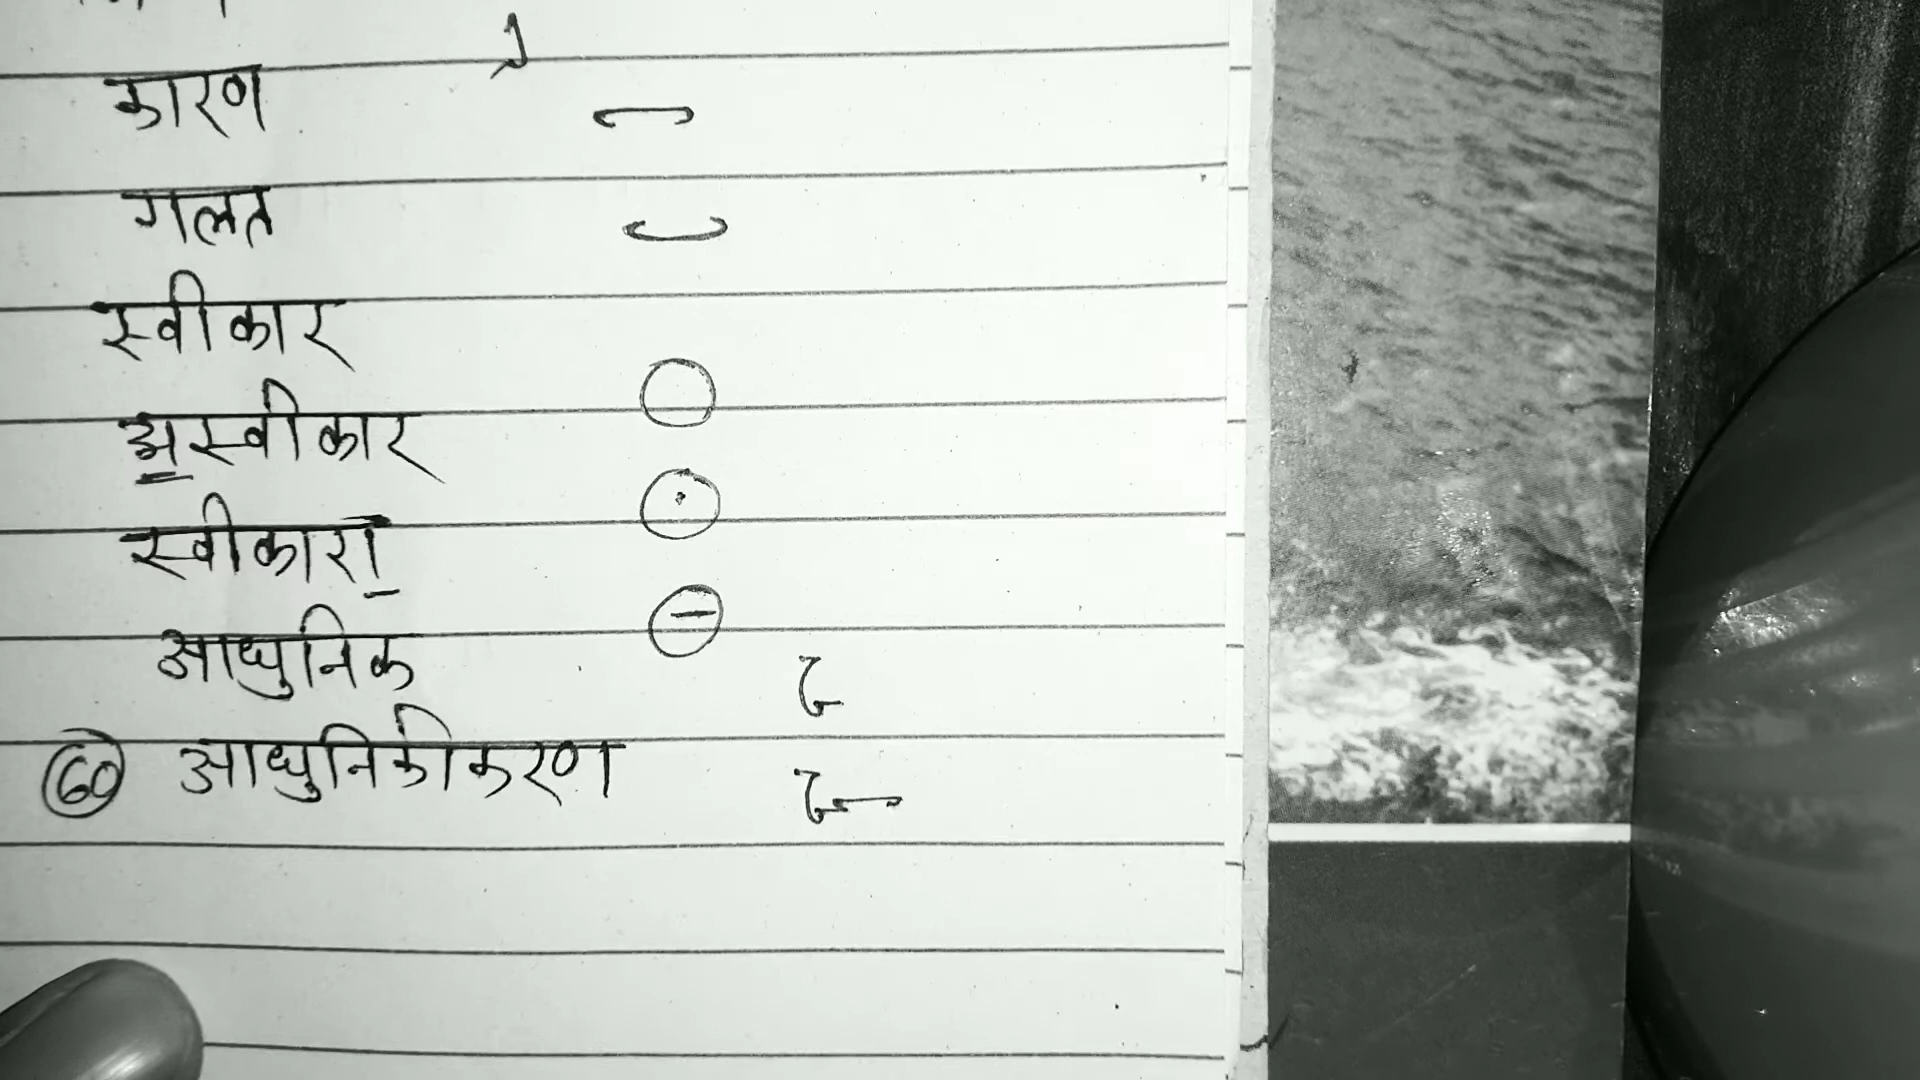 कारण
गलत
स्वीकार
अस्वीकार
स्वीकारा
आधुनिक
60 आधुनिकीकरण